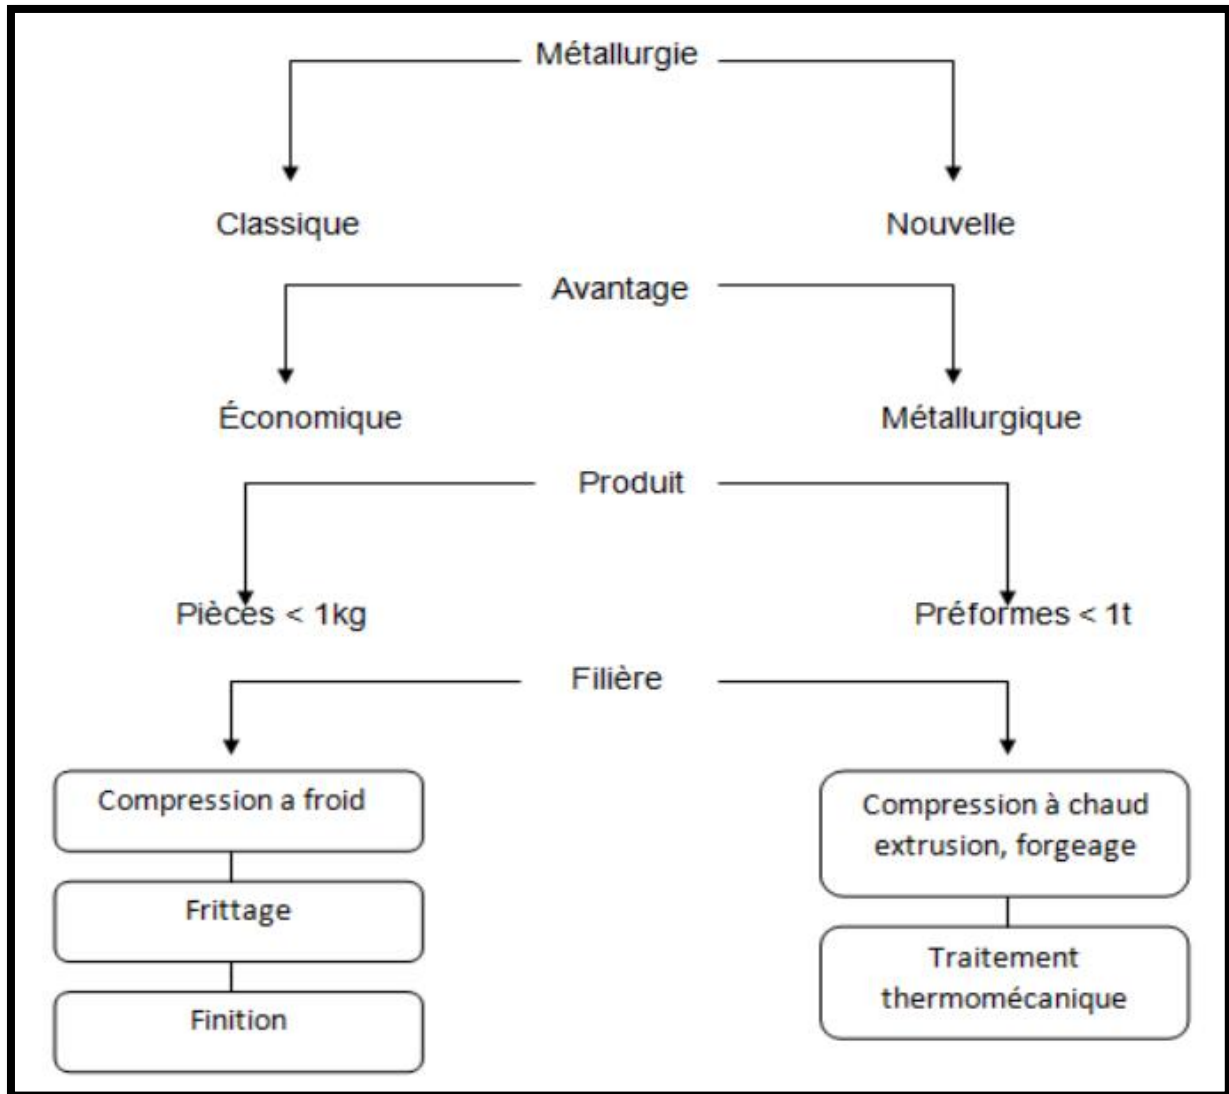 Métallurgie
Classique
Nouvelle
Avantage
Économique
Métallurgique
Produit
Pièces < 1kg
Préformes < 1t
Filière
Compression a froid
Frittage
Finition
Compression à chaud
extrusion, forgeage
Traitement
thermomécanique